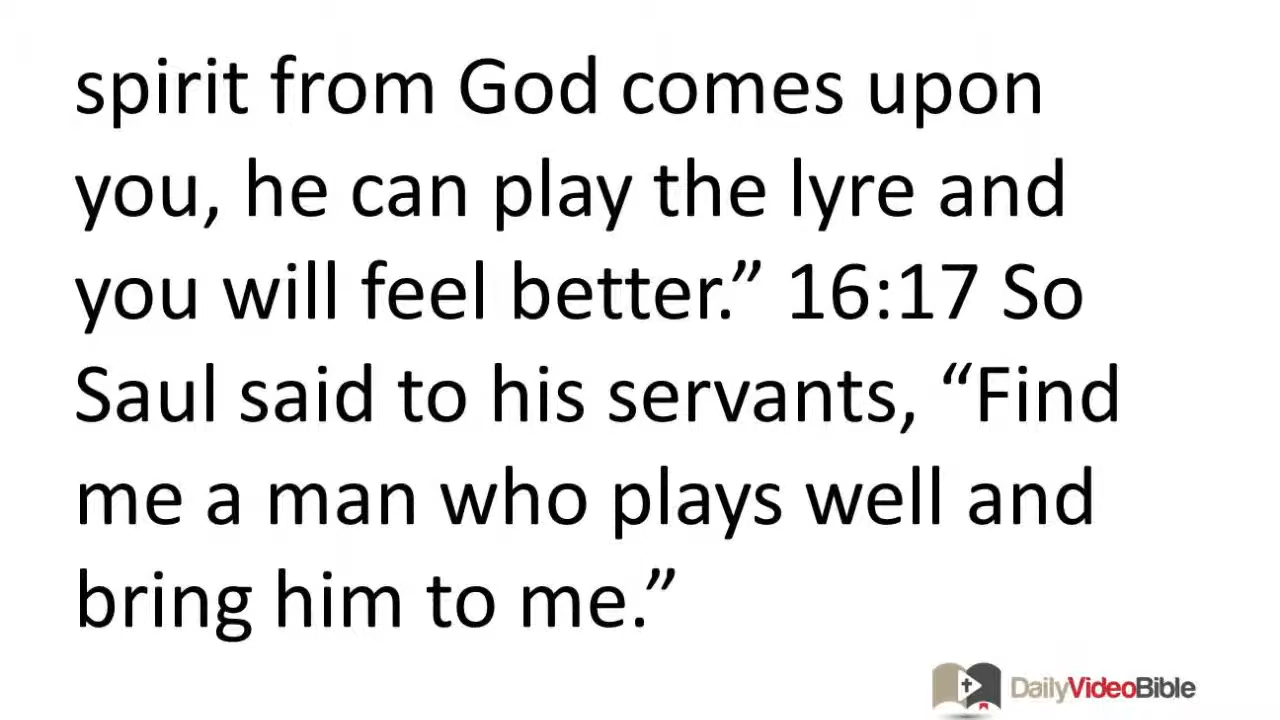 spirit from God comes upon
you, he can play the lyre and
you will feel better.” 16:17 So
Saul said to his servants, “Find
me a man who plays well and
bring him to me.”
DailyVideoBible